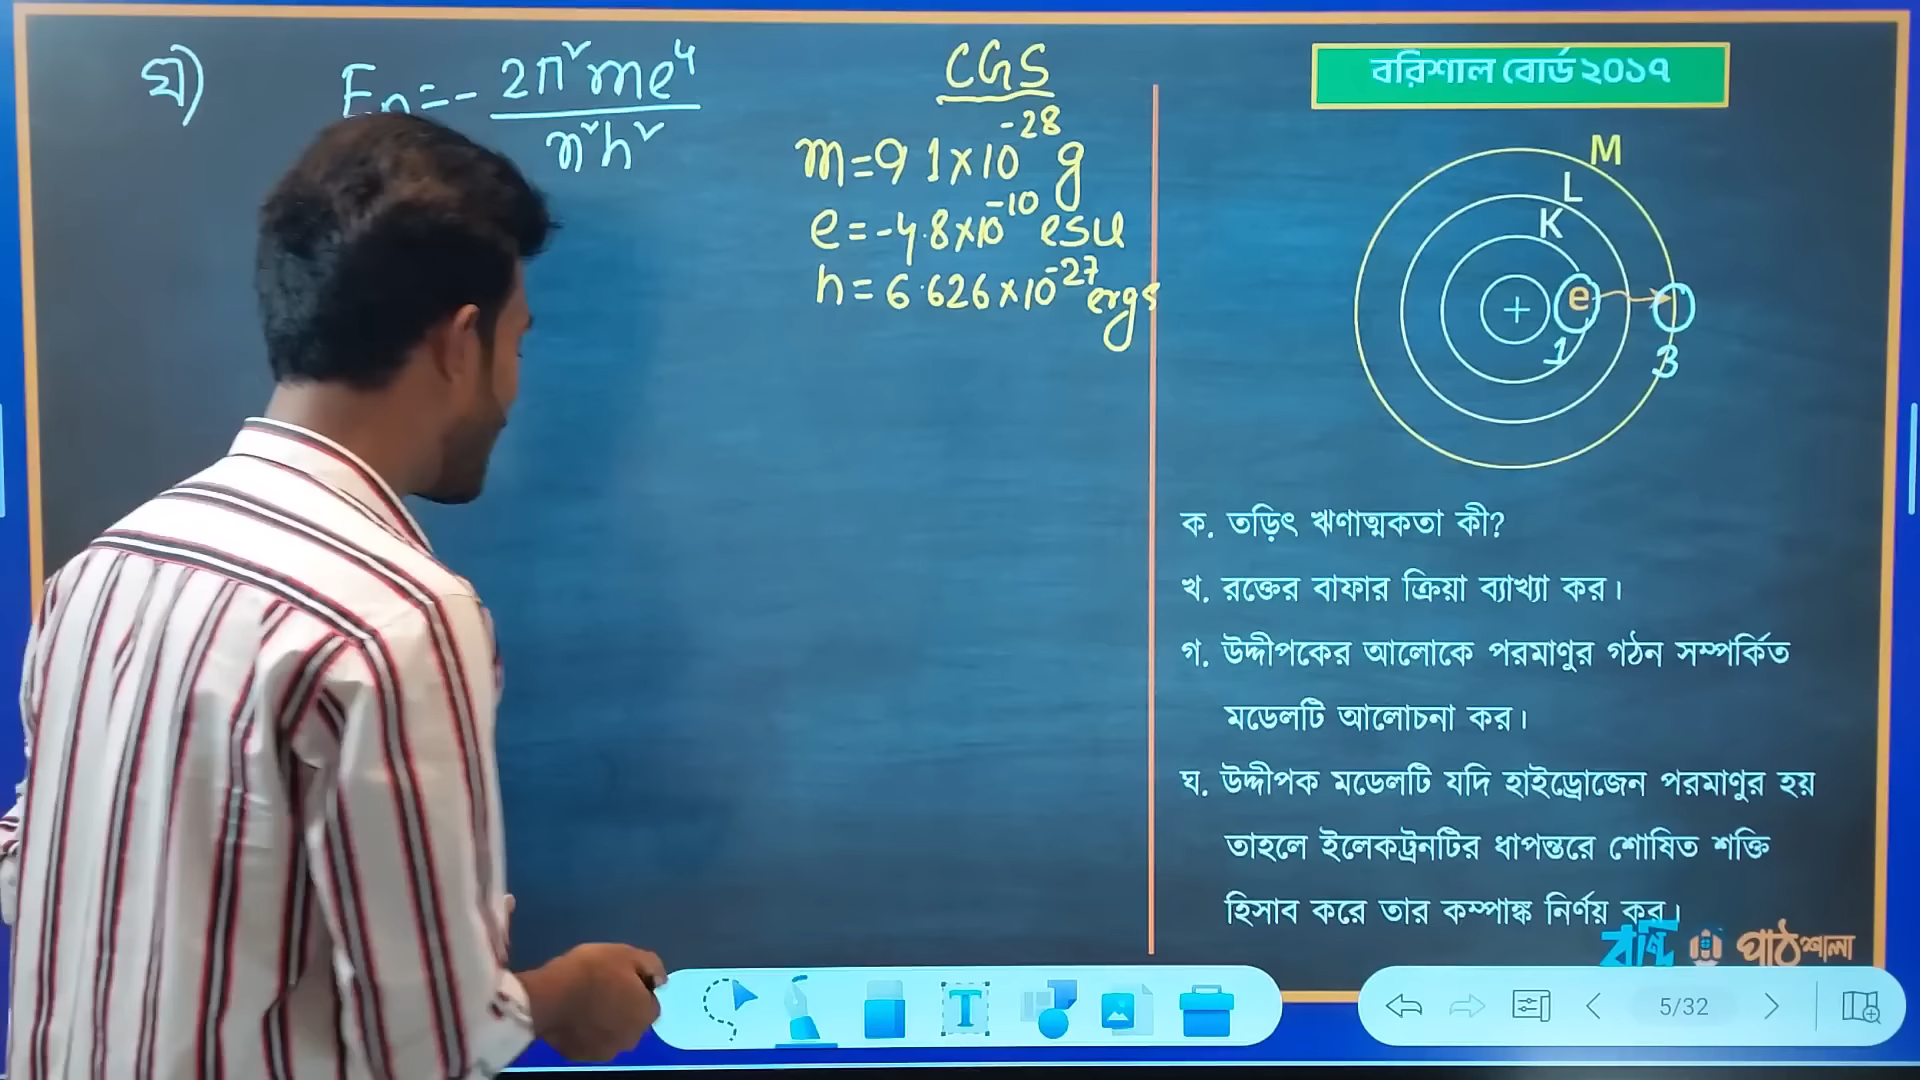 ঘ)
En = - 2π²me⁴
n²h²
CGS
m = 9 1×10⁻²⁸ g
e = -4.8×10⁻¹⁰ esu
h = 6.626×10⁻²⁷ ergs
বরিশাল বোর্ড ২০১৭
M
L
K
+
e
1
3
ক. তড়িৎ ঋণাত্মকতা কী?
খ. রক্তের বাফার ক্রিয়া ব্যাখ্যা কর।
গ. উদ্দীপকের আলোকে পরমাণুর গঠন সম্পর্কিত
মডেলটি আলোচনা কর।
ঘ. উদ্দীপক মডেলটি যদি হাইড্রোজেন পরমাণুর হয়
তাহলে ইলেকট্রনটির ধাপন্তরে শোষিত শক্তি
হিসাব করে তার কম্পাঙ্ক নির্ণয় কর।
বন্দি পাঠশালা
T
5/32